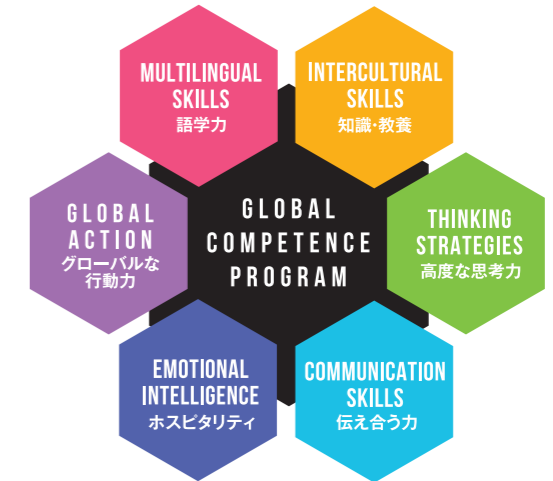 MULTILINGUAL
SKILLS
語学力
INTERCULTURAL
SKILLS
知識・教養
GLOBAL
ACTION
グローバルな
行動力
GLOBAL
COMPETENCE
PROGRAM
THINKING
STRATEGIES
高度な思考力
EMOTIONAL
INTELLIGENCE
ホスピタリティ
COMMUNICATION
SKILLS
伝え合う力